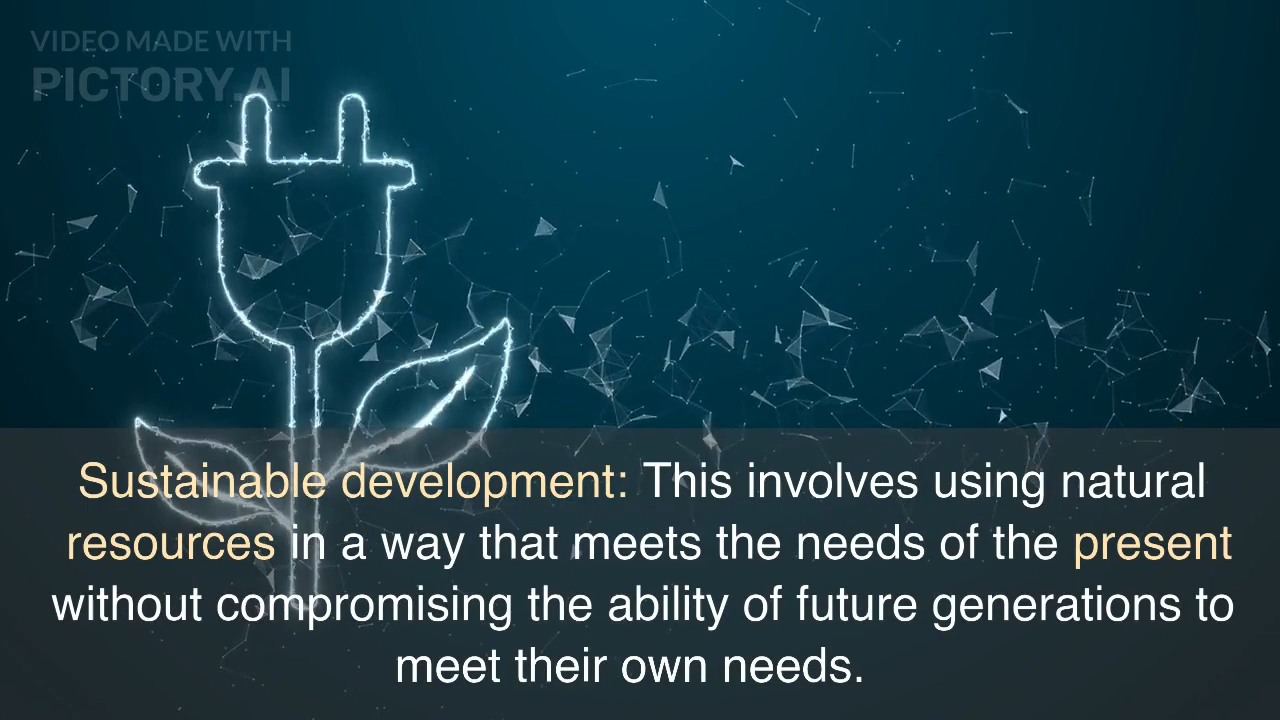 VIDEO MADE WITH
PICTORY.AI
Sustainable development: This involves using natural
resources in a way that meets the needs of the present
without compromising the ability of future generations to
meet their own needs.